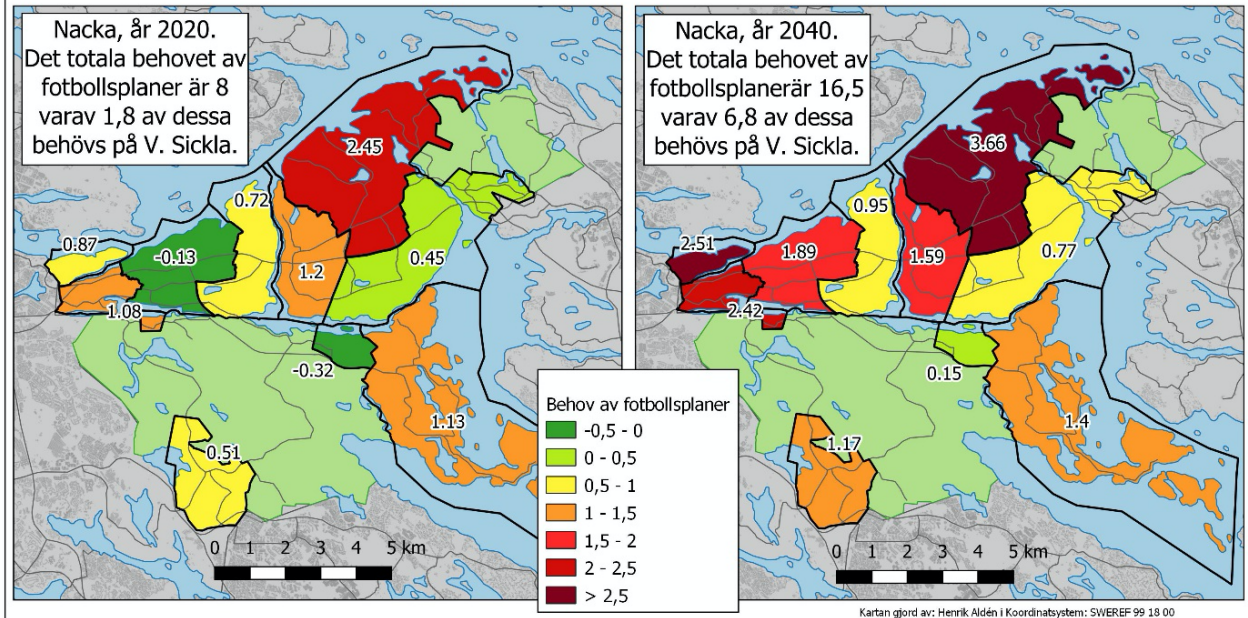 Nacka, år 2020.
Det totala behovet av
fotbollsplaner är 8
varav 1,8 av dessa
behövs på V. Sickla.
2.45
0.72
0.87
-0.13
1.2
0.45
1.08
-0.32
1.13
0.51
0 1 2 3 4 5 km
Nacka, år 2040.
Det totala behovet av
fotbollsplanerär 16,5
varav 6,8 av dessa
behövs på V. Sickla.
3.66
0.95
2.51
1.89
1.59
0.77
2.42
0.15
1.4
1.17
0 1 2 3 4 5 km
Behov av fotbollsplaner
-0,5 - 0
0 - 0,5
0,5 - 1
1 - 1,5
1,5 - 2
2 - 2,5
> 2,5
Kartan gjord av: Henrik Aldén i Koordinatsystem: SWEREF 99 18 00